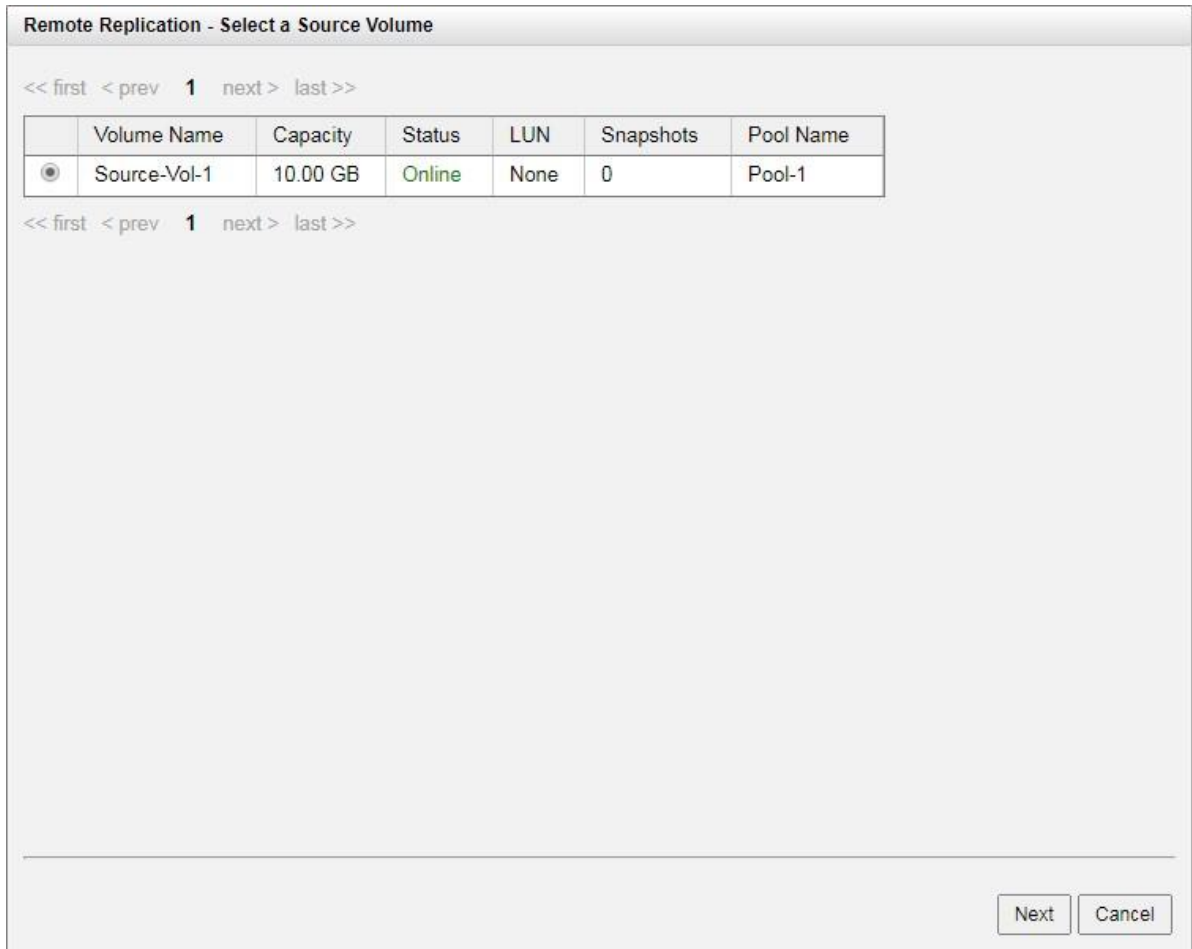 Remote Replication - Select a Source Volume
<< first < prev 1 next > last >>
Volume Name Capacity Status LUN Snapshots Pool Name
Source-Vol-1 10.00 GB Online None 0 Pool-1
<< first < prev 1 next > last >>
Next Cancel